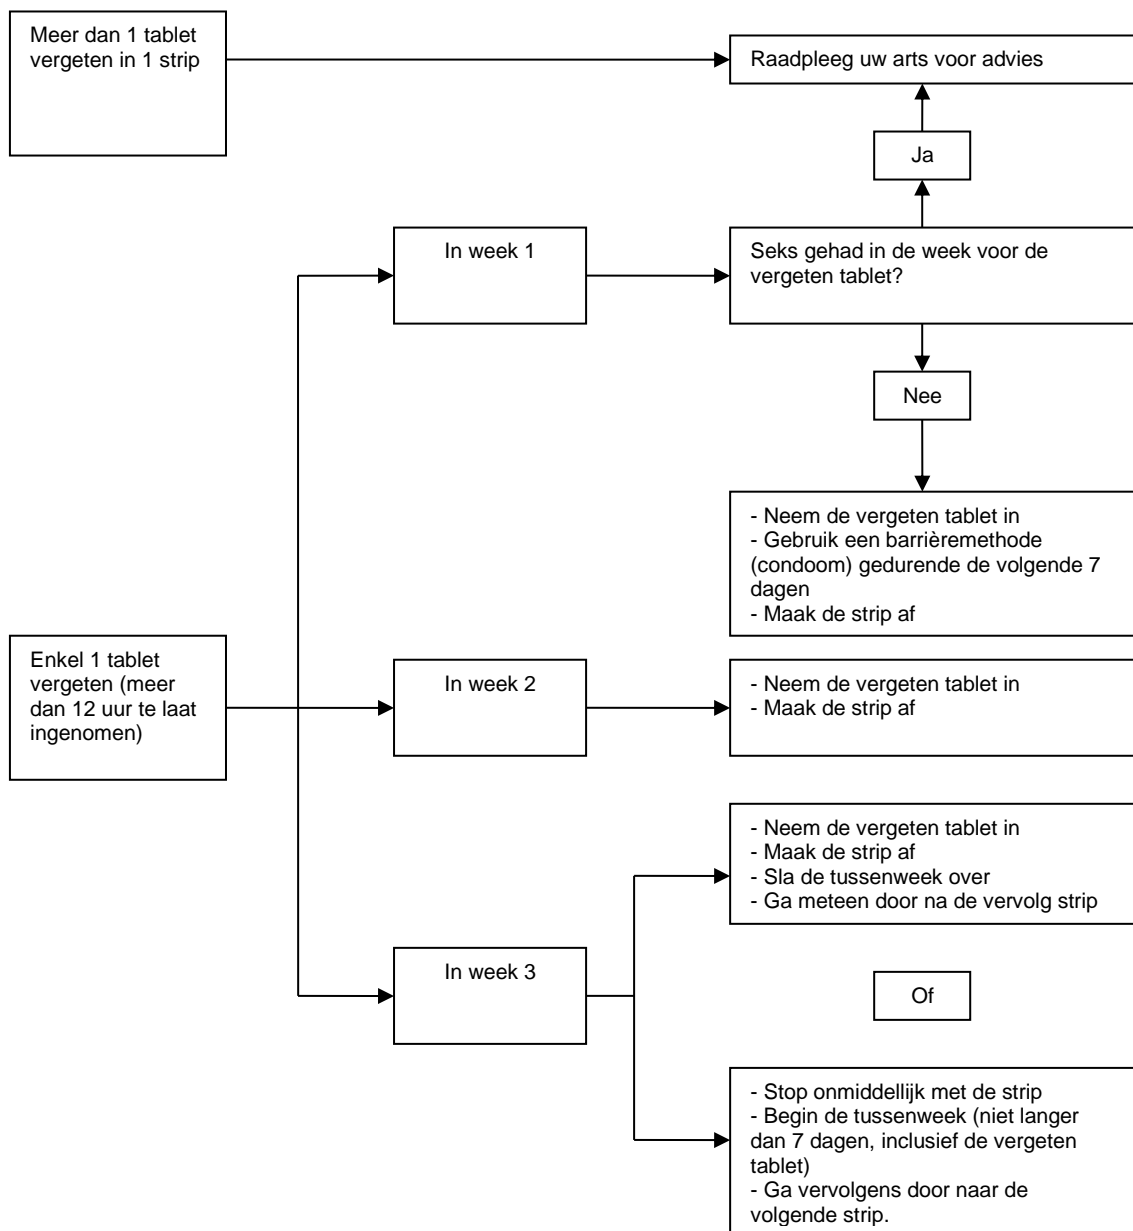 Meer dan 1 tablet
vergeten in 1 strip
Raadpleeg uw arts voor advies
Ja
In week 1
Seks gehad in de week voor de
vergeten tablet?
Nee
- Neem de vergeten tablet in
- Gebruik een barrièremethode
(condoom) gedurende de volgende 7
dagen
- Maak de strip af
Enkel 1 tablet
vergeten (meer
dan 12 uur te laat
ingenomen)
In week 2
- Neem de vergeten tablet in
- Maak de strip af
- Neem de vergeten tablet in
- Maak de strip af
- Sla de tussenweek over
- Ga meteen door na de vervolg strip
In week 3
Of
- Stop onmiddellijk met de strip
- Begin de tussenweek (niet langer
dan 7 dagen, inclusief de vergeten
tablet)
- Ga vervolgens door naar de
volgende strip.